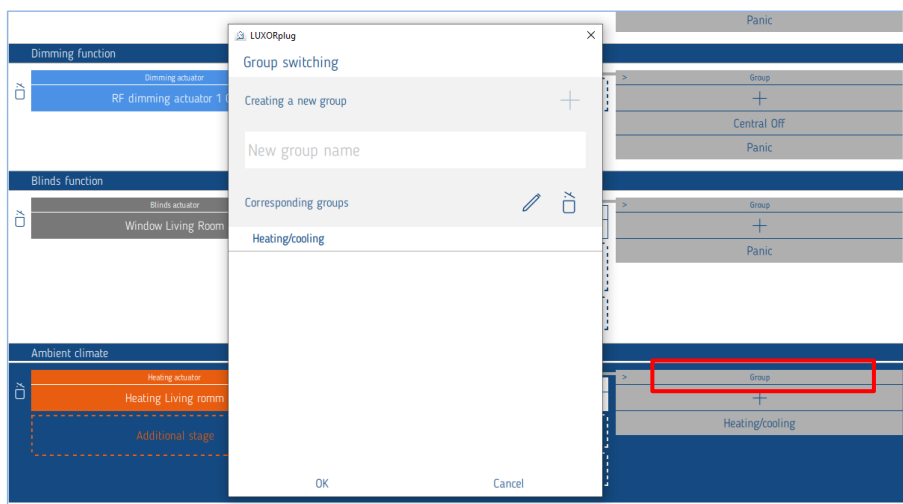 Panic
LUXORplug
Group switching
Creating a new group
New group name
Corresponding groups
Heating/cooling
OK
Cancel
Dimming function
Dimming actuator
RF dimming actuator 1
> Group
Central Off
Panic
Blinds function
Blinds actuator
Window Living Room
> Group
Panic
Ambient climate
Heating actuator
Heating Living romm
Additional stage
> Group
Heating/cooling